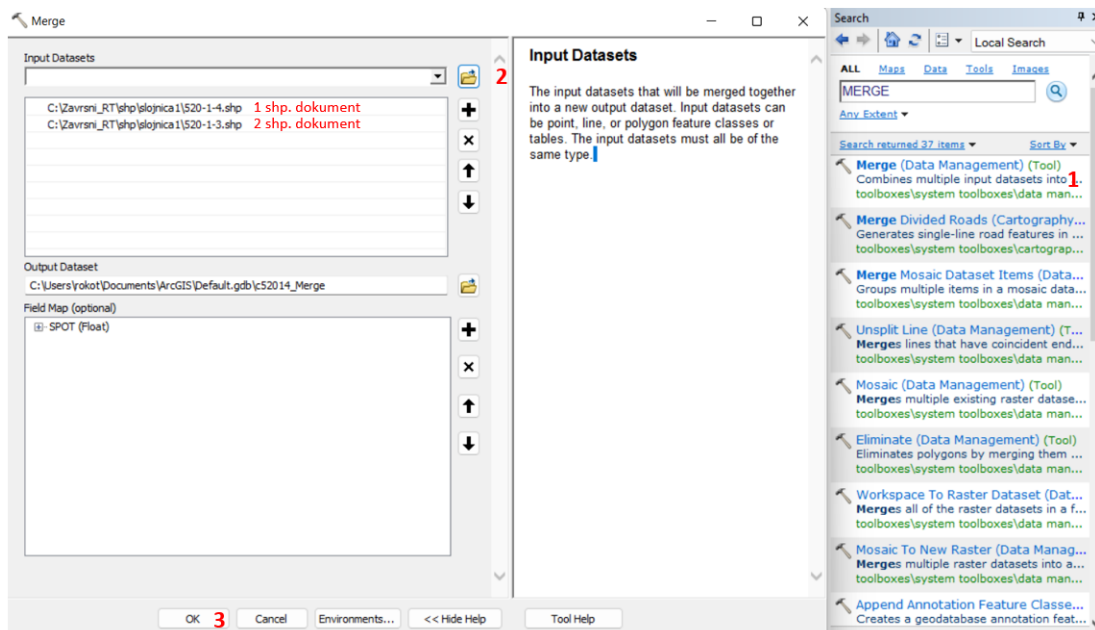 Merge
Input Datasets
2
C:\Zavrsni_RT\shp\slojnica1\520-1-4.shp 1 shp. dokument
C:\Zavrsni_RT\shp\slojnica1\520-1-3.shp 2 shp. dokument
Output Dataset
C:\Users\rokot\Documents\ArcGIS\Default.gdb\c52014_Merge
Field Map (optional)
SPOT (Float)
OK 3 Cancel Environments... << Hide Help Tool Help
Input Datasets
The input datasets that will be merged together
into a new output dataset. Input datasets can
be point, line, or polygon feature classes or
tables. The input datasets must all be of the
same type.
Search
Local Search
ALL Maps Data Tools Images
MERGE
Any Extent
Search returned 37 items Sort By
Merge (Data Management) (Tool)
Combines multiple input datasets into ... 1
toolboxes\system toolboxes\data man...
Merge Divided Roads (Cartography...
Generates single-line road features in ...
toolboxes\system toolboxes\cartograp...
Merge Mosaic Dataset Items (Data...
Groups multiple items in a mosaic data...
toolboxes\system toolboxes\data man...
Unsplit Line (Data Management) (T...
Merges lines that have coincident end...
toolboxes\system toolboxes\data man...
Mosaic (Data Management) (Tool)
Merges multiple existing raster datase...
toolboxes\system toolboxes\data man...
Eliminate (Data Management) (Tool)
Eliminates polygons by merging them ...
toolboxes\system toolboxes\data man...
Workspace To Raster Dataset (Dat...
Merges all of the raster datasets in a f...
toolboxes\system toolboxes\data man...
Mosaic To New Raster (Data Manag...
Merges multiple raster datasets into a...
toolboxes\system toolboxes\data man...
Append Annotation Feature Classe...
Creates a geodatabase annotation feat...